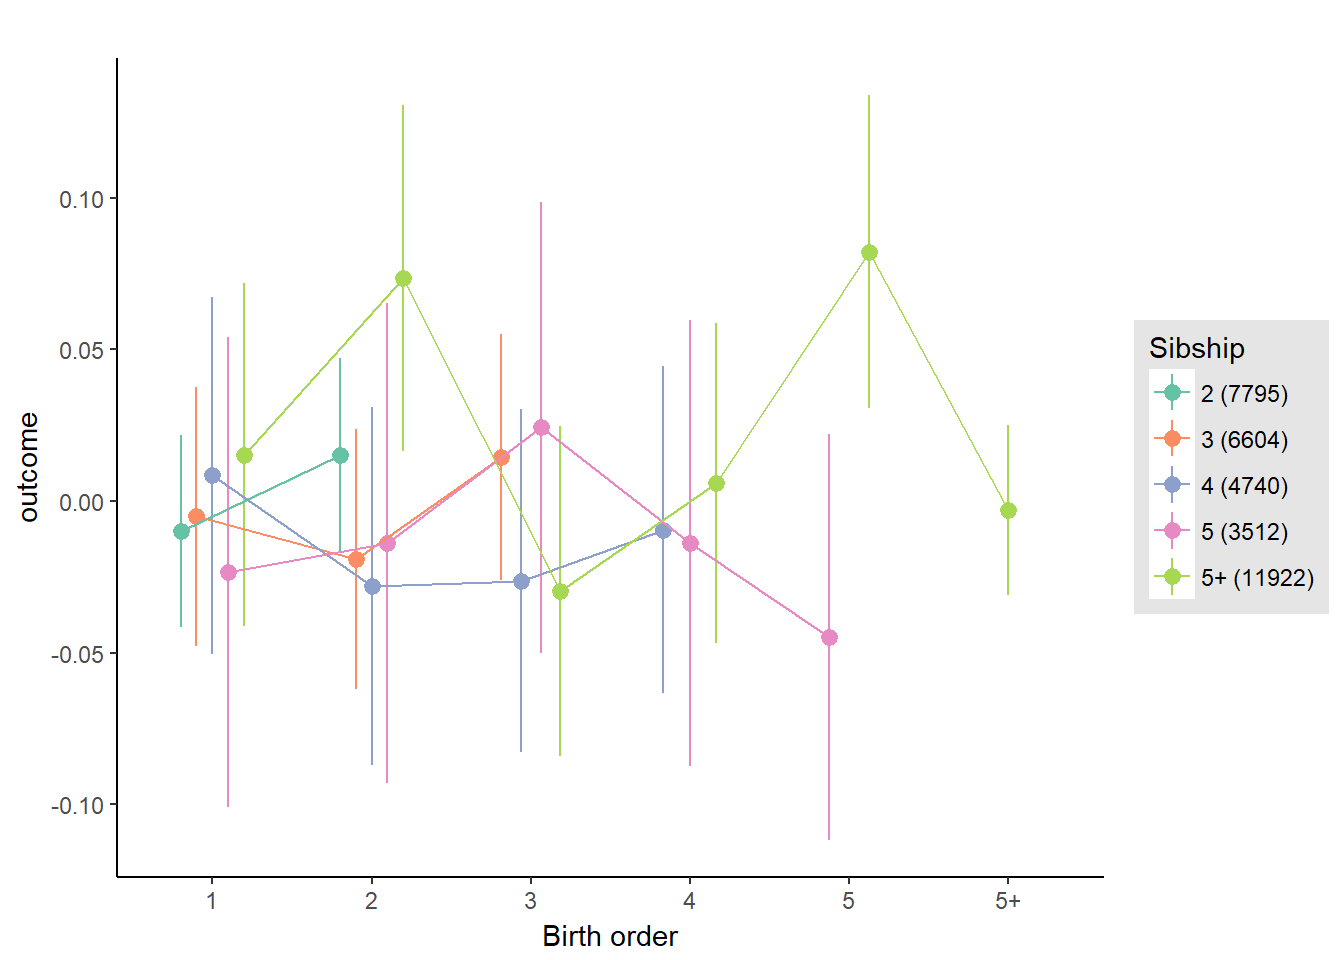 0.10
0.05
0.00
-0.05
-0.10
outcome
1 2 3 4 5 5+
Birth order
Sibship
2 (7795)
3 (6604)
4 (4740)
5 (3512)
5+ (11922)